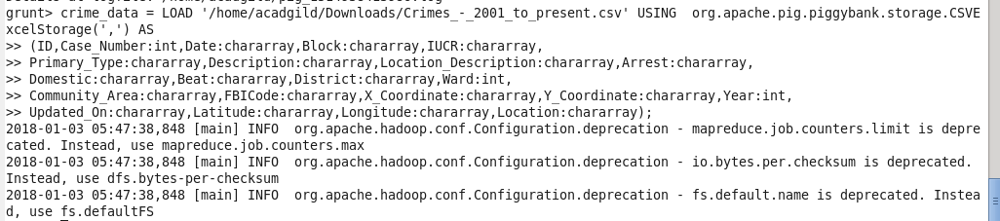 grunt> crime_data = LOAD '/home/acadgild/Downloads/Crimes_-_2001_to_present.csv' USING  org.apache.pig.piggybank.storage.CSVE
xcelStorage(',') AS
>> (ID,Case_Number:int,Date:chararray,Block:chararray,IUCR:chararray,
>> Primary_Type:chararray,Description:chararray,Location_Description:chararray,Arrest:chararray,
>> Domestic:chararray,Beat:chararray,District:chararray,Ward:int,
>> Community_Area:chararray,FBICode:chararray,X_Coordinate:chararray,Y_Coordinate:chararray,Year:int,
>> Updated_On:chararray,Latitude:chararray,Longitude:chararray,Location:chararray);
2018-01-03 05:47:38,848 [main] INFO  org.apache.hadoop.conf.Configuration.deprecation - mapreduce.job.counters.limit is depre
cated. Instead, use mapreduce.job.counters.max
2018-01-03 05:47:38,848 [main] INFO  org.apache.hadoop.conf.Configuration.deprecation - io.bytes.per.checksum is deprecated.
Instead, use dfs.bytes-per-checksum
2018-01-03 05:47:38,848 [main] INFO  org.apache.hadoop.conf.Configuration.deprecation - fs.default.name is deprecated. Instea
d, use fs.defaultFS